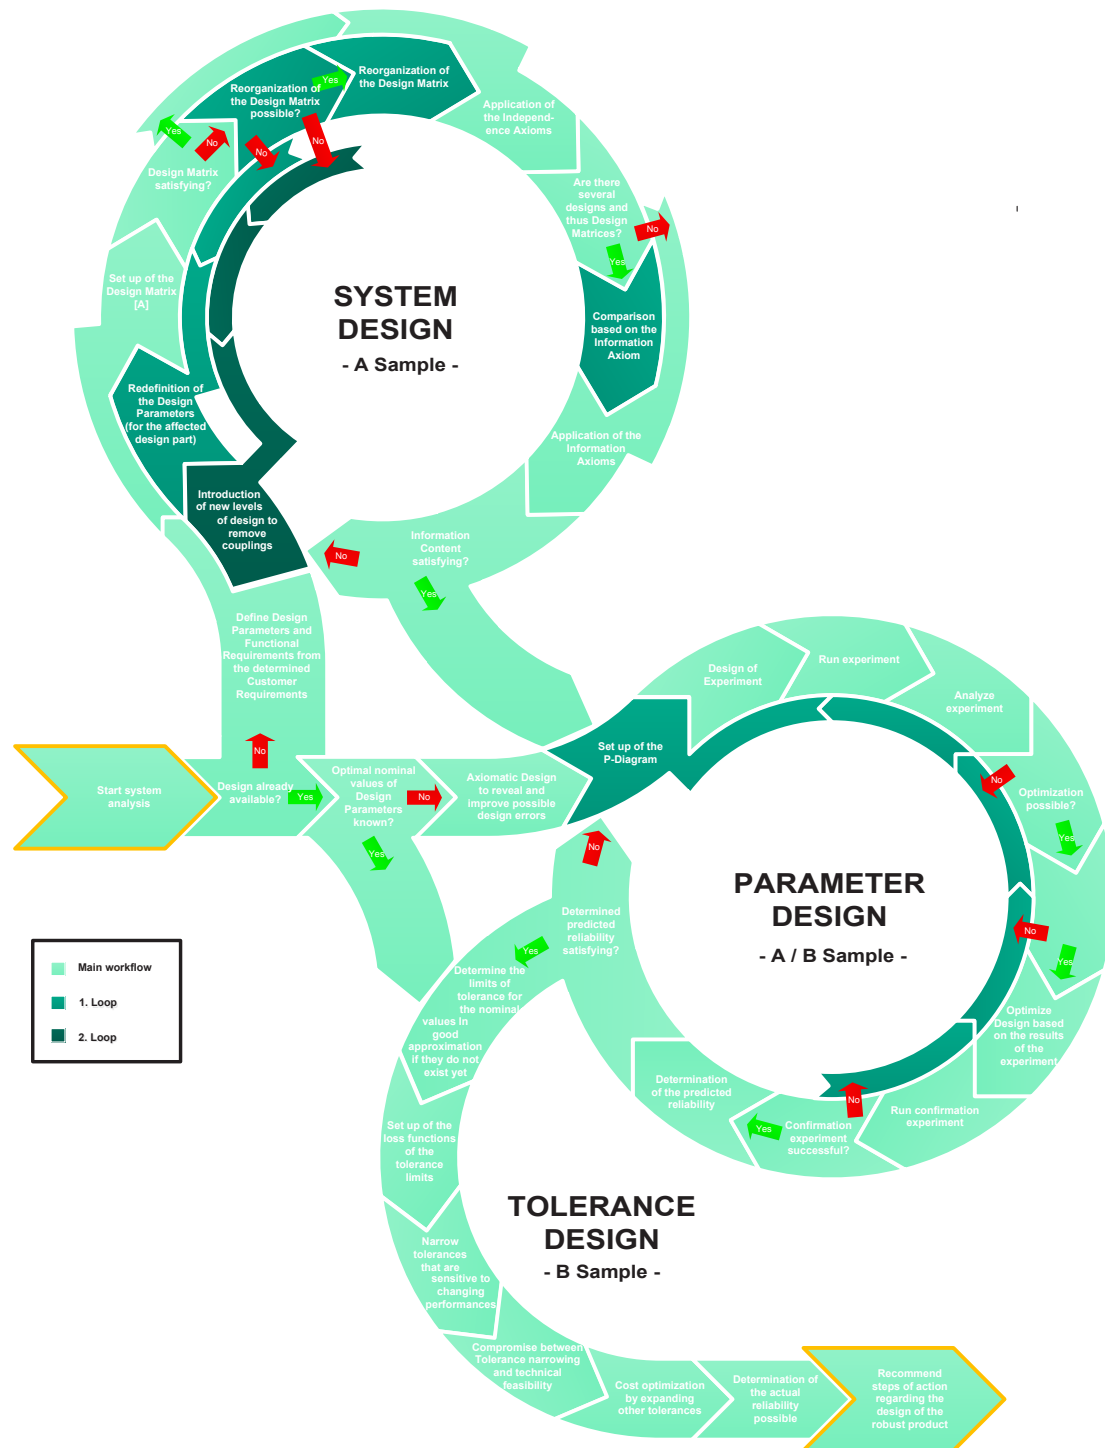 Reorganization of
the Design Matrix
Yes
Reorganization of
the Design Matrix
possible?
Application of
the Independ-
ence Axioms
Yes
No
No
No
Design Matrix
satisfying?
Are there
several
designs and
thus Design
Matrices?
No
Yes
Set up of the
Design Matrix
[A]
SYSTEM
DESIGN
- A Sample -
Comparison
based on the
Information
Axiom
Redefinition of
the Design
Parameters
(for the affected
design part)
Application of the
Information
Axioms
Introduction
of new levels
of design to
remove
couplings
Information
Content
satisfying?
No
Yes
Define Design
Parameters and
Functional
Requirements from
the determined
Customer
Requirements
Design of
Experiment
Run experiment
Analyze
experiment
No
Set up of the
P-Diagram
Start system
analysis
Design already
available?
Yes
Optimal nominal
values of
Design
Parameters
known?
No
Axiomatic Design
to reveal and
improve possible
design errors
No
Optimization
possible?
Yes
Yes
No
PARAMETER
DESIGN
- A / B Sample -
Determined
predicted
reliability
satisfying?
Yes
No
Yes
Main workflow
1. Loop
2. Loop
Determine the
limits of
tolerance for
the nominal
values in
good
approximation
if they do not
exist yet
Optimize
Design based
on the results
of the
experiment
Determination
of the predicted
reliability
No
Run confirmation
experiment
Yes
Confirmation
experiment
successful?
Set up of the
loss functions
of the
tolerance
limits
TOLERANCE
DESIGN
- B Sample -
Narrow
tolerances
that are
sensitive to
changing
performances
Compromise between
Tolerance narrowing
and technical
feasibility
Cost optimization
by expanding
other tolerances
Determination of
the actual
reliability
possible
Recommend
steps of action
regarding the
design of the
robust product